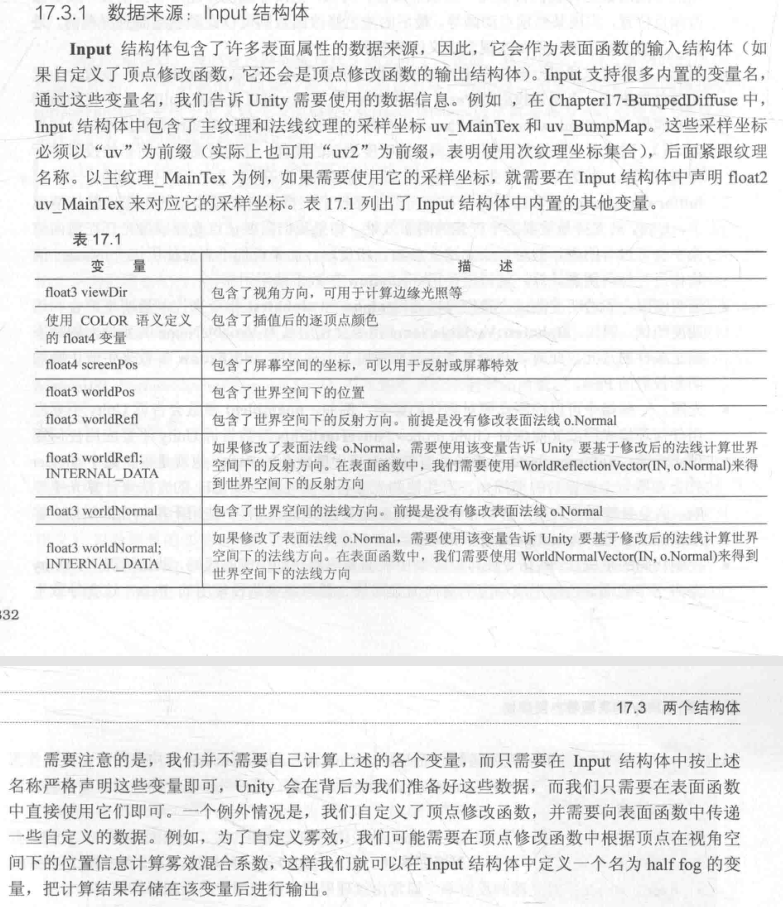 17.3.1 数据来源：Input 结构体
Input 结构体包含了许多表面属性的数据来源，因此，它会作为表面函数的输入结构体（如
果自定义了顶点修改函数，它还会是顶点修改函数的输出结构体）。Input 支持很多内置的变量名，
通过这些变量名，我们告诉 Unity 需要使用的数据信息。例如 ，在 Chapter17-BumpedDiffuse 中，
Input 结构体中包含了主纹理和法线纹理的采样坐标 uv_MainTex 和 uv_BumpMap。这些采样坐标
必须以“uv”为前缀（实际上也可用“uv2”为前缀，表明使用次纹理坐标集合），后面紧跟纹理
名称。以主纹理_MainTex 为例，如果需要使用它的采样坐标，就需要在 Input 结构体中声明 float2
uv_MainTex 来对应它的采样坐标。表 17.1 列出了 Input 结构体中内置的其他变量。
表 17.1
变 量 描 述
float3 viewDir 包含了视角方向，可用于计算边缘光照等
使用 COLOR 语义定义 包含了插值后的逐顶点颜色
的 float4 变量
float4 screenPos 包含了屏幕空间的坐标，可以用于反射或屏幕特效
float3 worldPos 包含了世界空间下的位置
float3 worldRefl 包含了世界空间下的反射方向。前提是没有修改表面法线 o.Normal
float3 worldRefl;
INTERNAL_DATA
如果修改了表面法线 o.Normal，需要使用该变量告诉 Unity 要基于修改后的法线计算世界
空间下的反射方向。在表面函数中，我们需要使用 WorldReflectionVector(IN, o.Normal)来得
到世界空间下的反射方向
float3 worldNormal 包含了世界空间的法线方向。前提是没有修改表面法线 o.Normal
float3 worldNormal;
INTERNAL_DATA
如果修改了表面法线 o.Normal，需要使用该变量告诉 Unity 要基于修改后的法线计算世界
空间下的法线方向。在表面函数中，我们需要使用 WorldNormalVector(IN, o.Normal)来得到
世界空间下的法线方向
332
17.3 两个结构体
需要注意的是，我们并不需要自己计算上述的各个变量，而只需要在 Input 结构体中按上述
名称严格声明这些变量即可，Unity 会在背后为我们准备好这些数据，而我们只需要在表面函数
中直接使用它们即可。一个例外情况是，我们自定义了顶点修改函数，并需要向表面函数中传递
一些自定义的数据。例如，为了自定义雾效，我们可能需要在顶点修改函数中根据顶点在视角空
间下的位置信息计算雾效混合系数，这样我们就可以在 Input 结构体中定义一个名为 half fog 的变
量，把计算结果存储在该变量后进行输出。